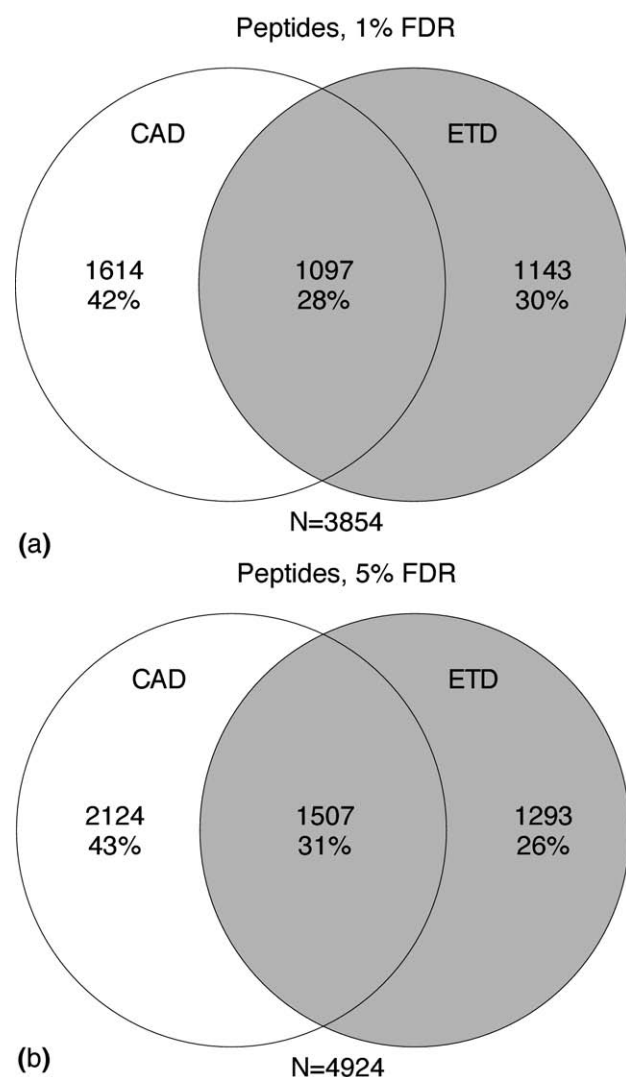 Peptides, 1% FDR
CAD ETD
1614 1097 1143
42% 28% 30%
N=3854
(a)
Peptides, 5% FDR
CAD ETD
2124 1507 1293
43% 31% 26%
(b)
N=4924